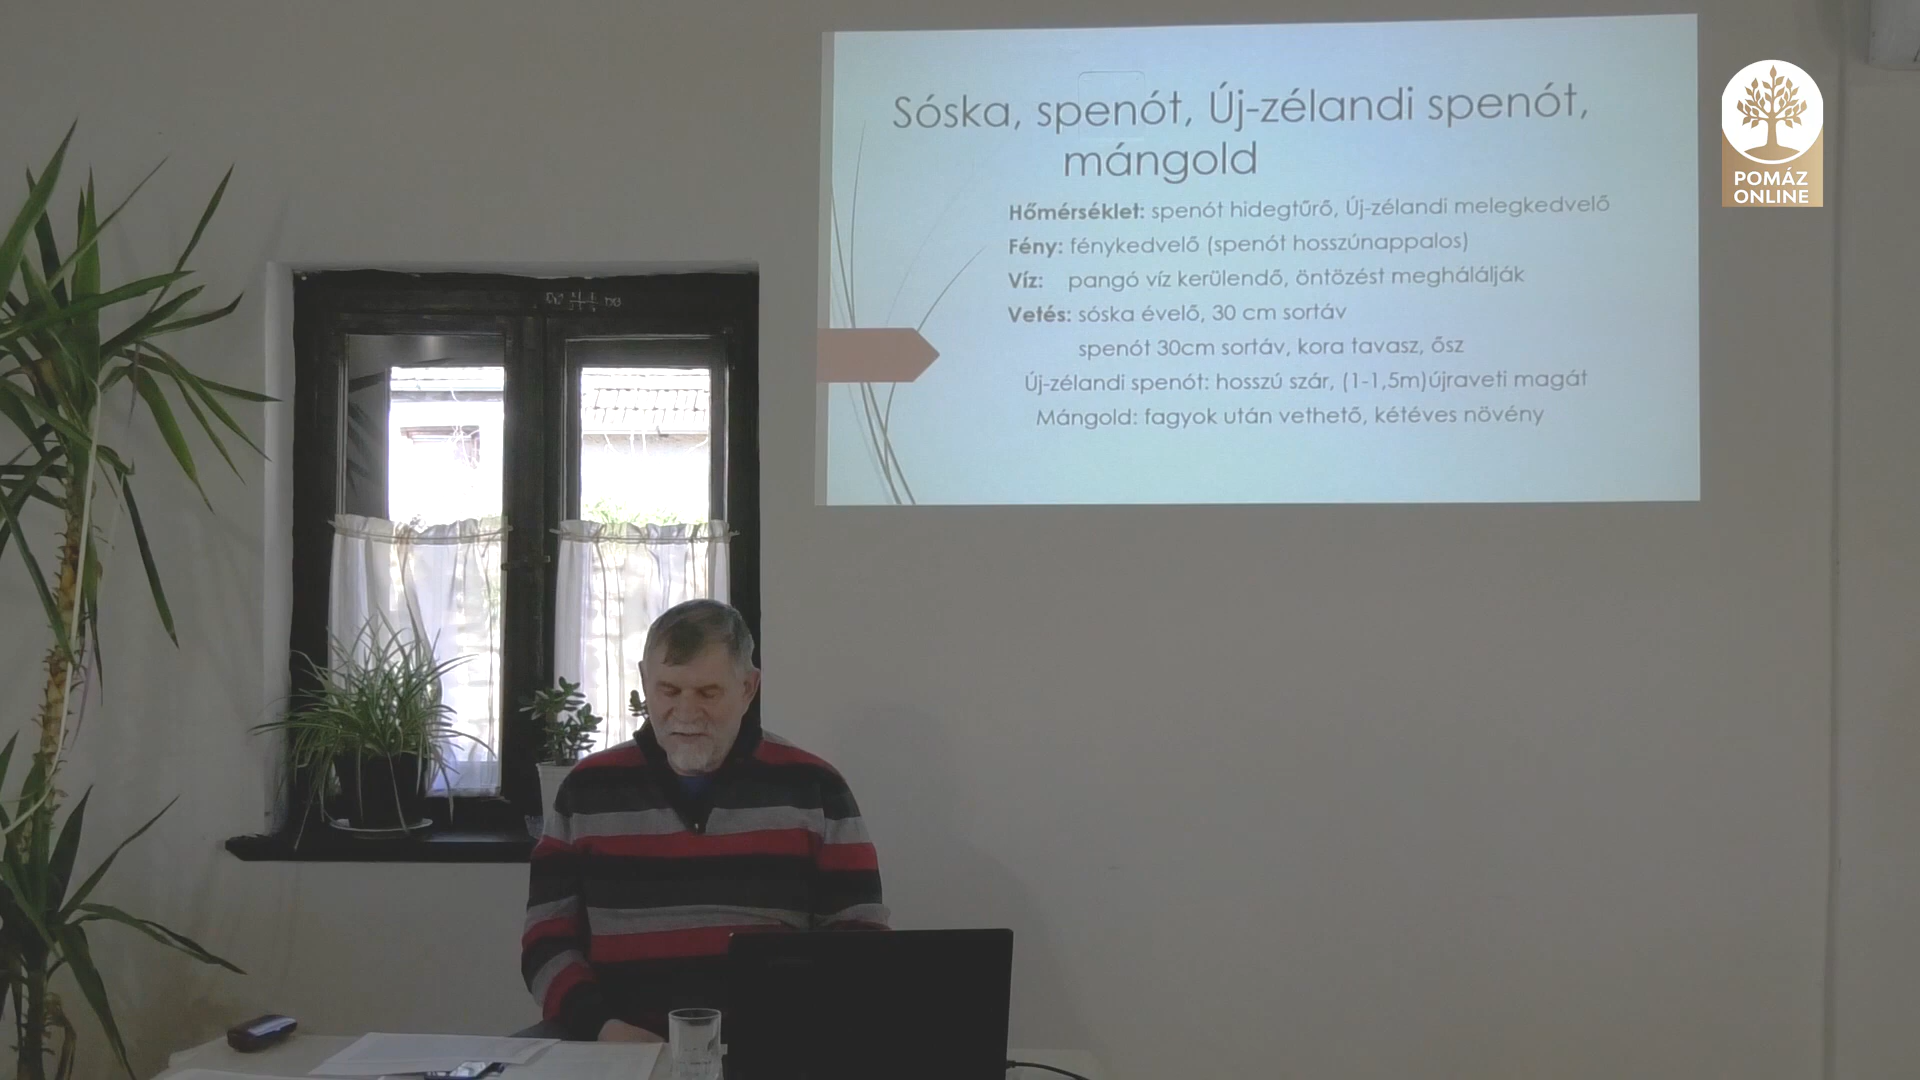 Sóska, spenót, Új-zélandi spenót,
mángold
Hőmérséklet: spenót hidegtűrő, Új-zélandi melegkedvelő
Fény: fénykedvelő (spenót hosszúnappalos)
Víz: pangó víz kerülendő, öntözést meghálálják
Vetés: sóska évelő, 30 cm sortáv
spenót 30cm sortáv, kora tavasz, ősz
Új-zélandi spenót: hosszú szár, (1-1,5m)újraveti magát
Mángold: fagyok után vethető, kétéves növény
POMÁZ
ONLINE